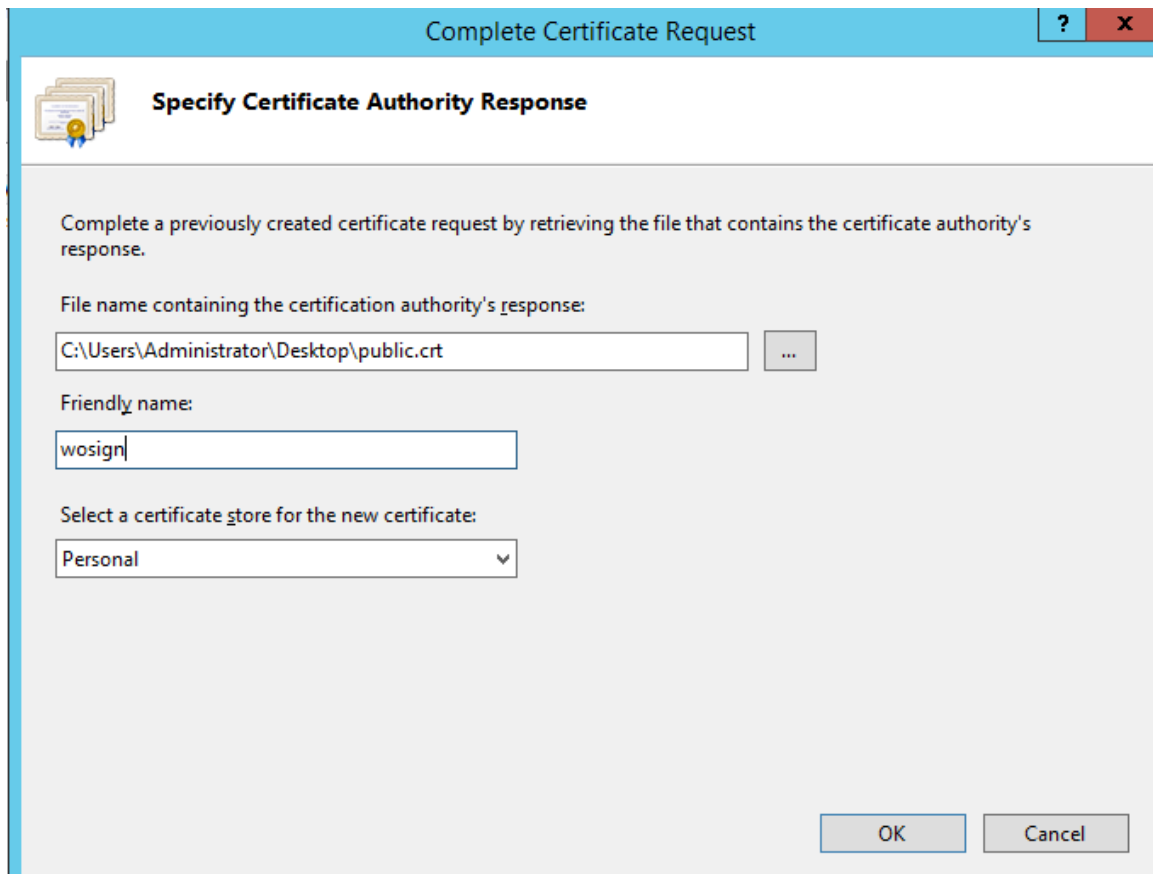 Complete Certificate Request
?
x
Specify Certificate Authority Response
Complete a previously created certificate request by retrieving the file that contains the certificate authority's
response.
File name containing the certification authority's response:
C:\Users\Administrator\Desktop\public.crt
...
Friendly name:
wosign
Select a certificate store for the new certificate:
Personal
OK
Cancel